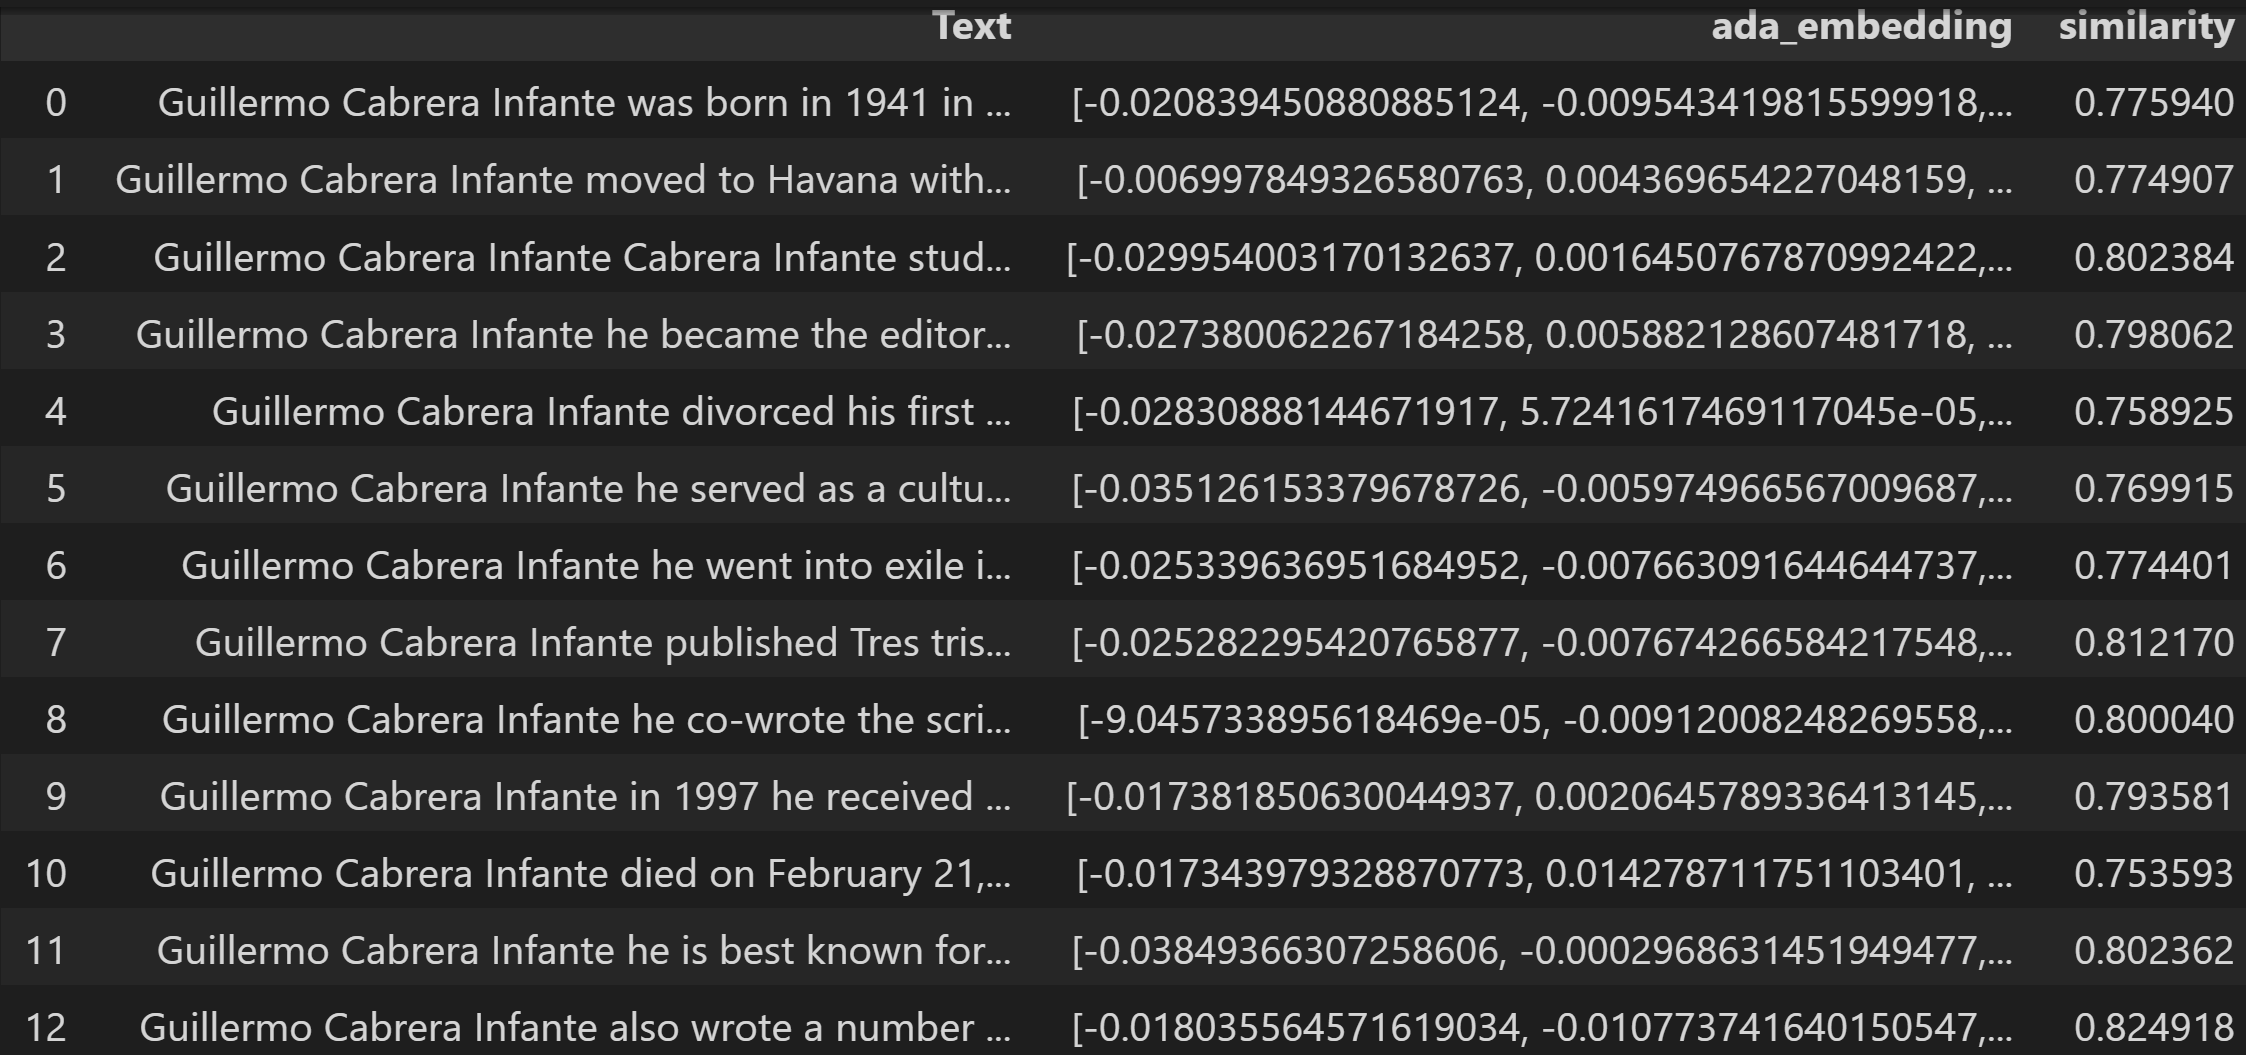 Text ada_embedding similarity
0 Guillermo Cabrera Infante was born in 1941 in ... [-0.020839450880885124, -0.009543419815599918,... 0.775940
1 Guillermo Cabrera Infante moved to Havana with... [-0.006997849326580763, 0.004369654227048159, ... 0.774907
2 Guillermo Cabrera Infante Cabrera Infante stud... [-0.029954003170132637, 0.0016450767870992422,... 0.802384
3 Guillermo Cabrera Infante he became the editor... [-0.027380062267184258, 0.005882128607481718, ... 0.798062
4 Guillermo Cabrera Infante divorced his first ... [-0.02830888144671917, 5.7241617469117045e-05,... 0.758925
5 Guillermo Cabrera Infante he served as a cultu... [-0.035126153379678726, -0.005974966567009687,... 0.769915
6 Guillermo Cabrera Infante he went into exile i... [-0.025339636951684952, -0.007663091644644737,... 0.774401
7 Guillermo Cabrera Infante published Tres tris... [-0.025282295420765877, -0.007674266584217548,... 0.812170
8 Guillermo Cabrera Infante he co-wrote the scri... [-9.045733895618469e-05, -0.00912008248269558,... 0.800040
9 Guillermo Cabrera Infante in 1997 he received ... [-0.017381850630044937, 0.0020645789336413145,... 0.793581
10 Guillermo Cabrera Infante died on February 21,... [-0.017343979328870773, 0.014278711751103401, ... 0.753593
11 Guillermo Cabrera Infante he is best known for... [-0.03849366307258606, -0.0002968631451949477,... 0.802362
12 Guillermo Cabrera Infante also wrote a number ... [-0.018035564571619034, -0.010773741640150547,... 0.824918